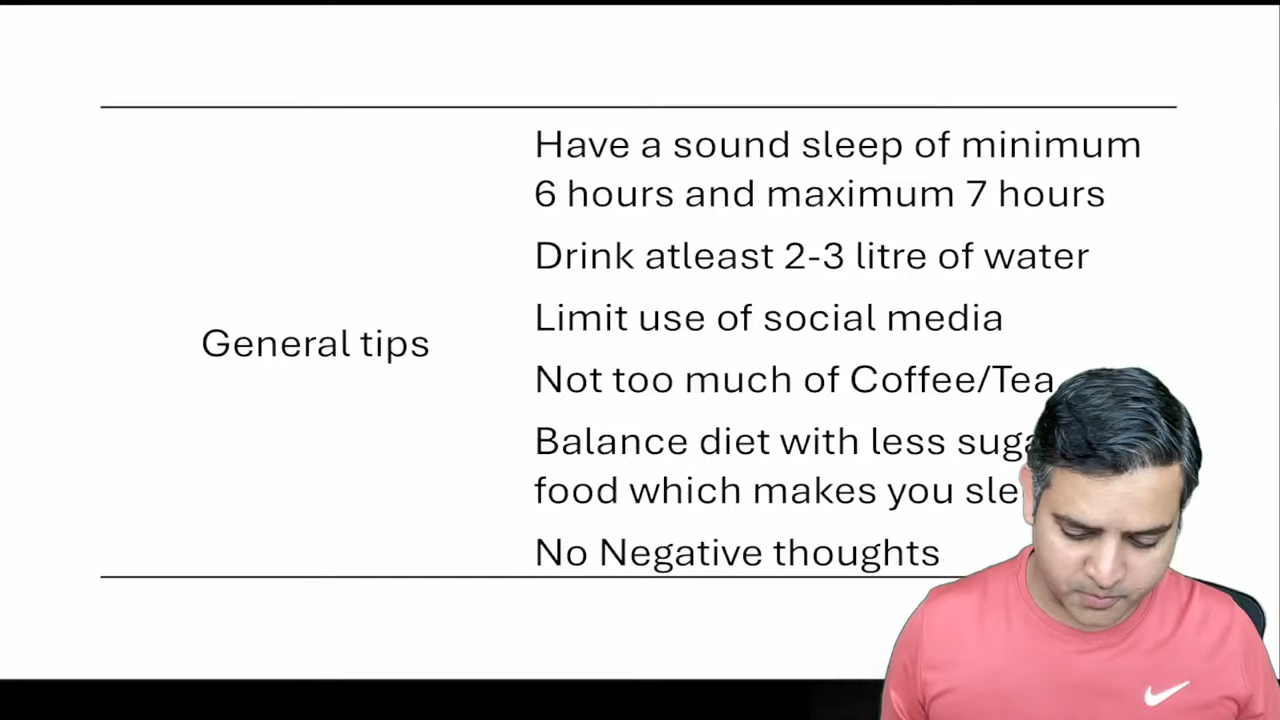 General tips
Have a sound sleep of minimum
6 hours and maximum 7 hours
Drink atleast 2-3 litre of water
Limit use of social media
Not too much of Coffee/Tea
Balance diet with less
food which makes you
No Negative thoughts